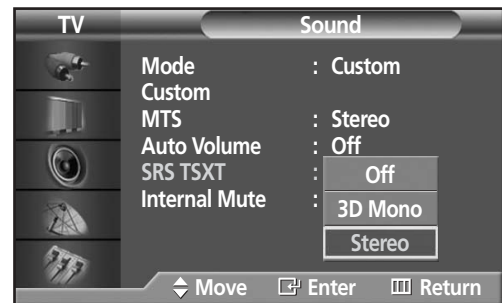 TV Sound
Mode : Custom
Custom
MTS : Stereo
Auto Volume : Off
SRS TSXT : Off
3D Mono
Internal Mute :
Stereo
Move Enter Return